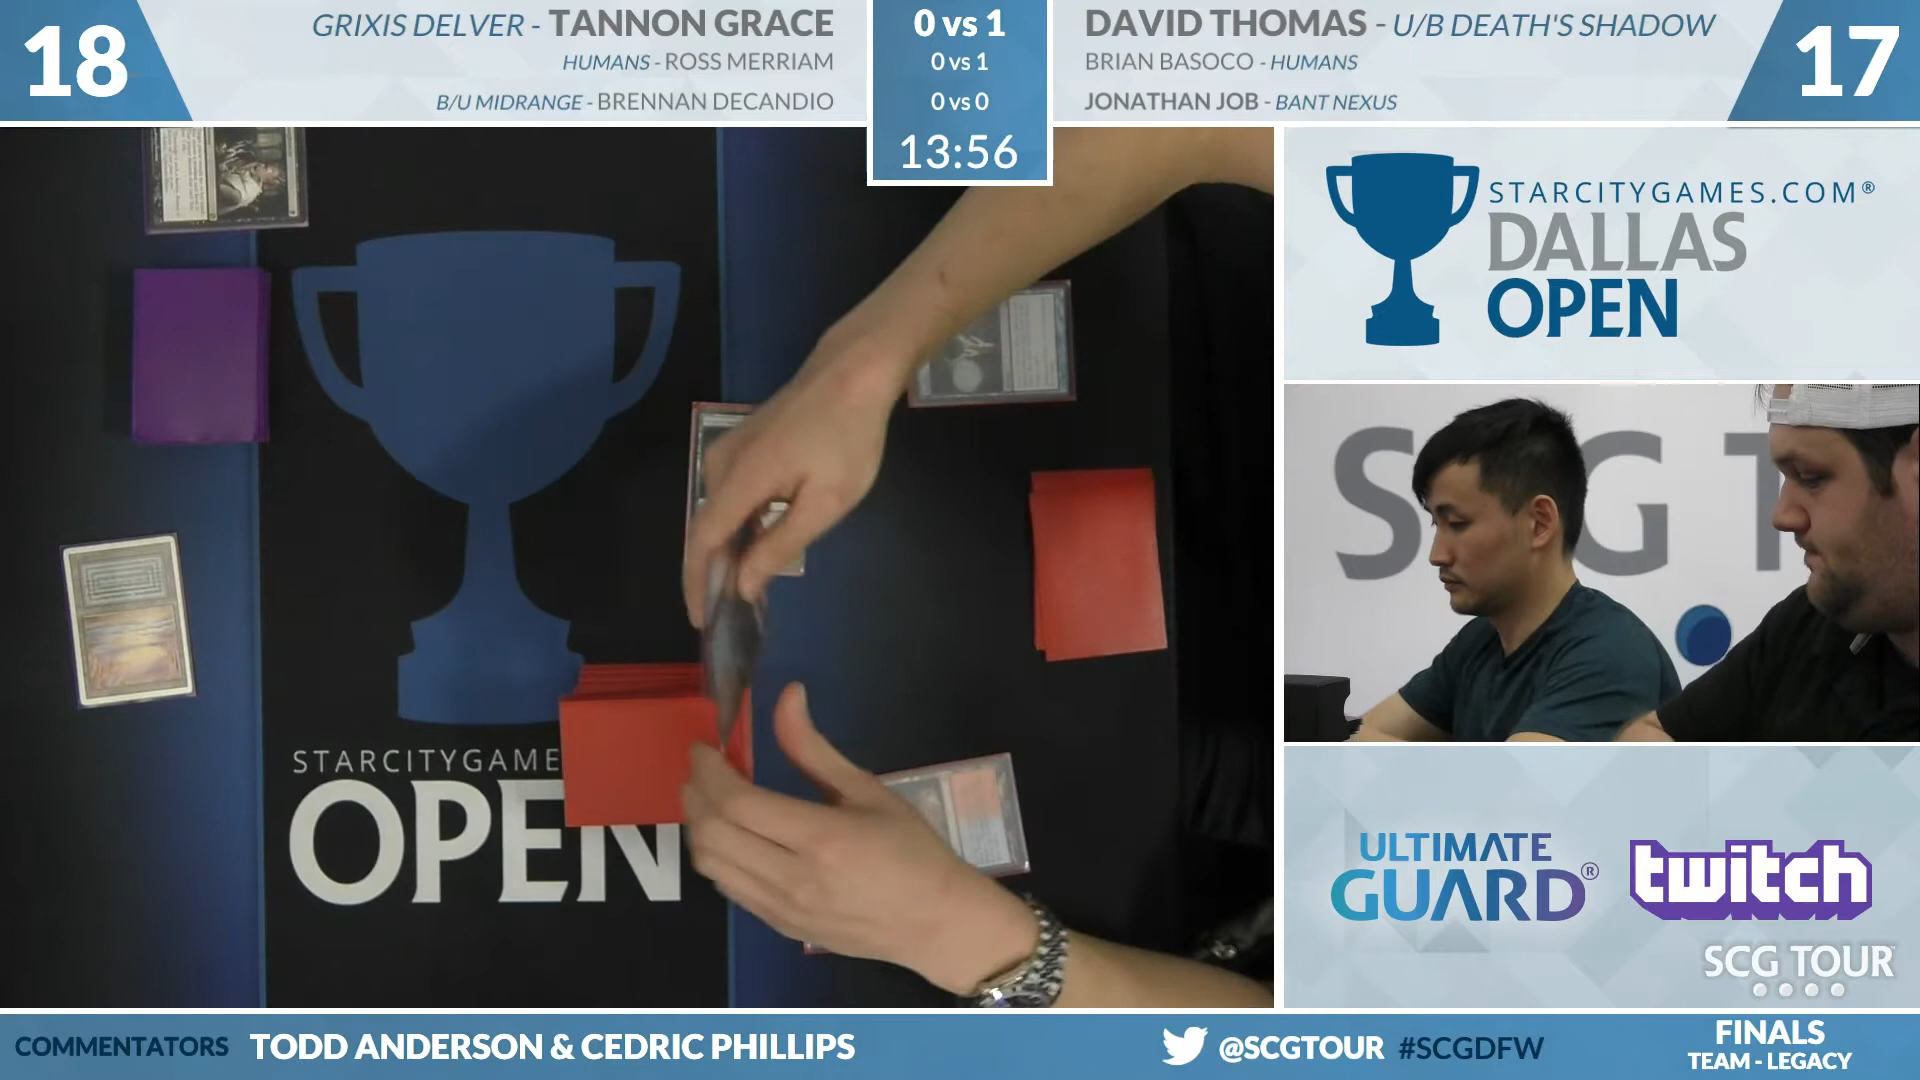 18
GRIXIS DELVER - TANNON GRACE
HUMANS - ROSS MERRIAM
B/U MIDRANGE - BRENNAN DECANDIO
0 vs 1
0 vs 1
0 vs 0
13:56
DAVID THOMAS - U/B DEATH'S SHADOW
BRIAN BASOCO - HUMANS
JONATHAN JOB - BANT NEXUS
17
STARCITYGAMES.COM®
DALLAS
OPEN
STARCITYGAME
OPEN
S G T
ULTIMATE
GUARD®
twitch
SCG TOUR
COMMENTATORS TODD ANDERSON & CEDRIC PHILLIPS
@SCGTOUR #SCGDFW
FINALS
TEAM - LEGACY